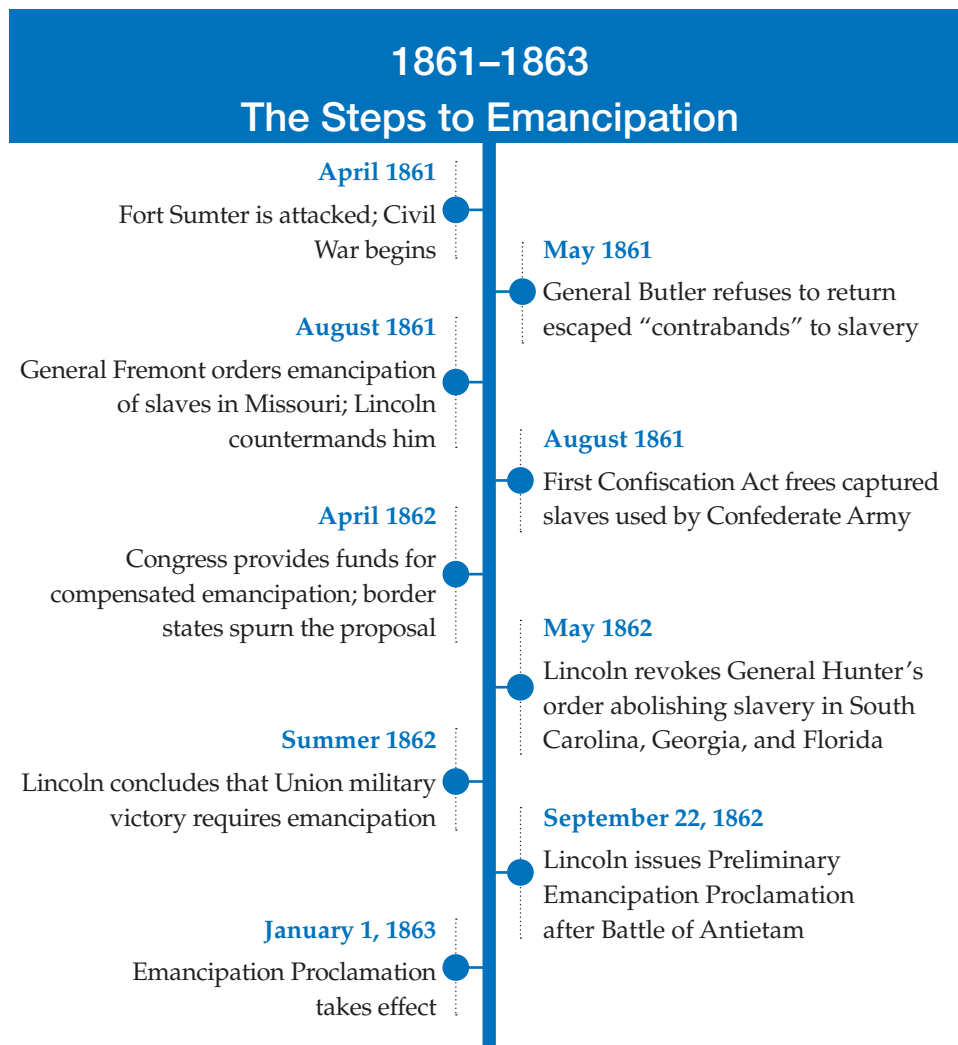 1861–1863
The Steps to Emancipation
April 1861
Fort Sumter is attacked; Civil
War begins
May 1861
General Butler refuses to return
escaped “contrabands” to slavery
August 1861
General Fremont orders emancipation
of slaves in Missouri; Lincoln
countermands him
August 1861
First Confiscation Act frees captured
slaves used by Confederate Army
April 1862
Congress provides funds for
compensated emancipation; border
states spurn the proposal
May 1862
Lincoln revokes General Hunter’s
order abolishing slavery in South
Carolina, Georgia, and Florida
Summer 1862
Lincoln concludes that Union military
victory requires emancipation
September 22, 1862
Lincoln issues Preliminary
Emancipation Proclamation
after Battle of Antietam
January 1, 1863
Emancipation Proclamation
takes effect